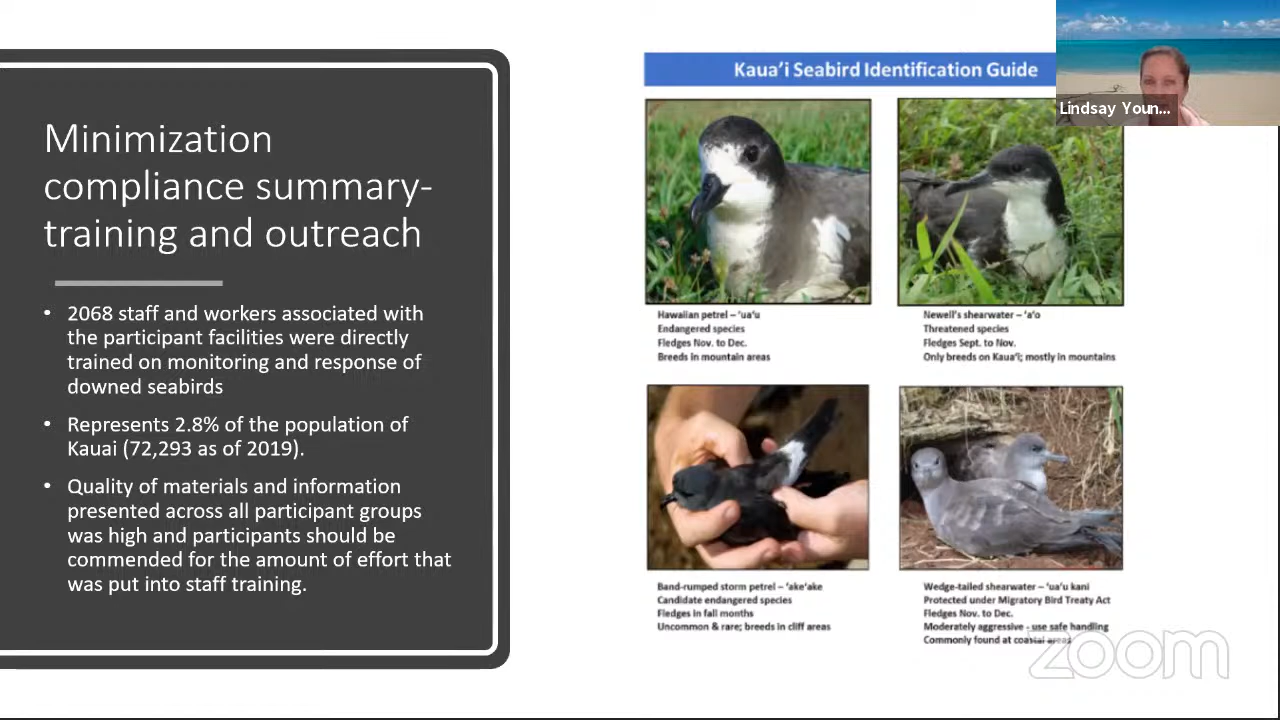 Minimization
compliance summary-
training and outreach
• 2068 staff and workers associated with
the participant facilities were directly
trained on monitoring and response of
downed seabirds
• Represents 2.8% of the population of
Kauai (72,293 as of 2019).
• Quality of materials and information
presented across all participant groups
was high and participants should be
commended for the amount of effort that
was put into staff training.
Kaua'i Seabird Identification Guide
Lindsay Youn...
Hawaiian petrel – 'ua'u
Endangered species
Fledges Nov. to Dec.
Breeds in mountain areas
Newell's shearwater – 'a'o
Threatened species
Fledges Sept. to Nov.
Only breeds on Kaua'i; mostly in mountains
Band-rumped storm petrel – 'ake'ake
Candidate endangered species
Fledges in fall months
Uncommon & rare; breeds in cliff areas
Wedge-tailed shearwater – 'ua'u kani
Protected under Migratory Bird Treaty Act
Fledges Nov. to Dec.
Moderately aggressive - use safe handling
Commonly found at coastal areas
zoom